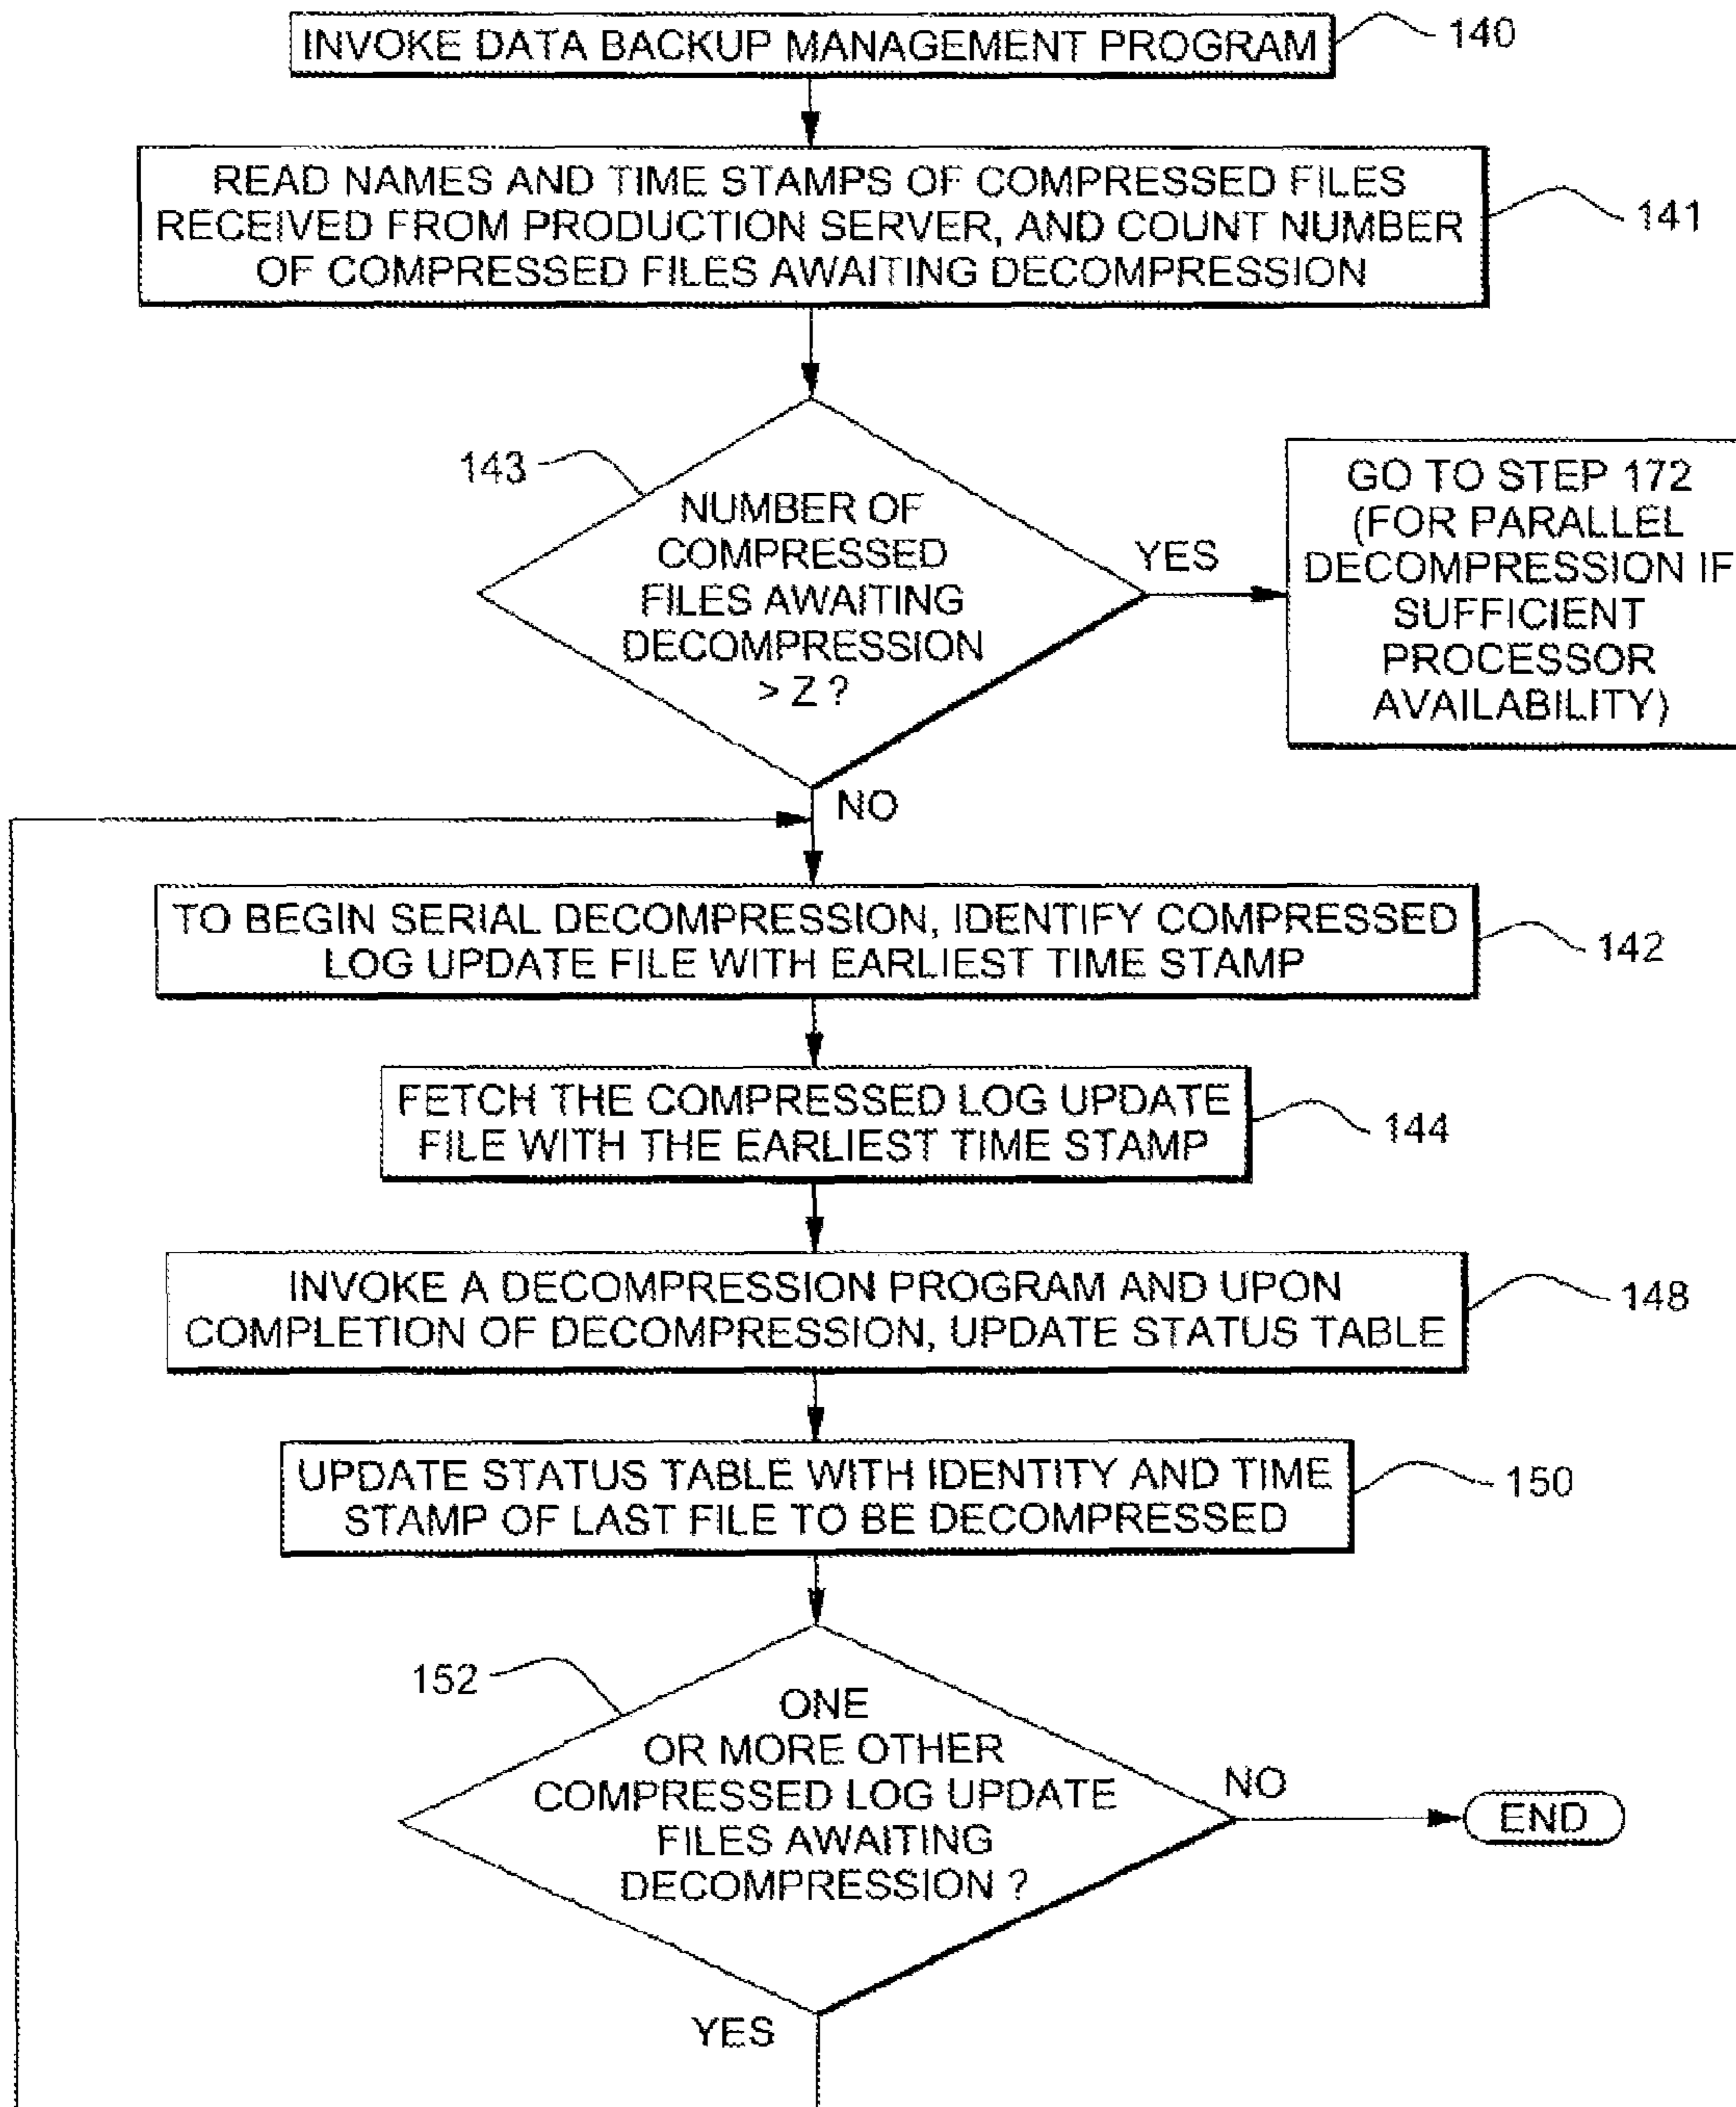 INVOKE DATA BACKUP MANAGEMENT PROGRAM
140
READ NAMES AND TIME STAMPS OF COMPRESSED FILES
RECEIVED FROM PRODUCTION SERVER, AND COUNT NUMBER
OF COMPRESSED FILES AWAITING DECOMPRESSION
141
143
NUMBER OF
COMPRESSED
FILES AWAITING
DECOMPRESSION
> Z ?
YES
GO TO STEP 172
(FOR PARALLEL
DECOMPRESSION IF
SUFFICIENT
PROCESSOR
AVAILABILITY)
NO
TO BEGIN SERIAL DECOMPRESSION, IDENTIFY COMPRESSED
LOG UPDATE FILE WITH EARLIEST TIME STAMP
142
FETCH THE COMPRESSED LOG UPDATE
FILE WITH THE EARLIEST TIME STAMP
144
INVOKE A DECOMPRESSION PROGRAM AND UPON
COMPLETION OF DECOMPRESSION, UPDATE STATUS TABLE
148
UPDATE STATUS TABLE WITH IDENTITY AND TIME
STAMP OF LAST FILE TO BE DECOMPRESSED
150
152
ONE
OR MORE OTHER
COMPRESSED LOG UPDATE
FILES AWAITING
DECOMPRESSION ?
NO
END
YES